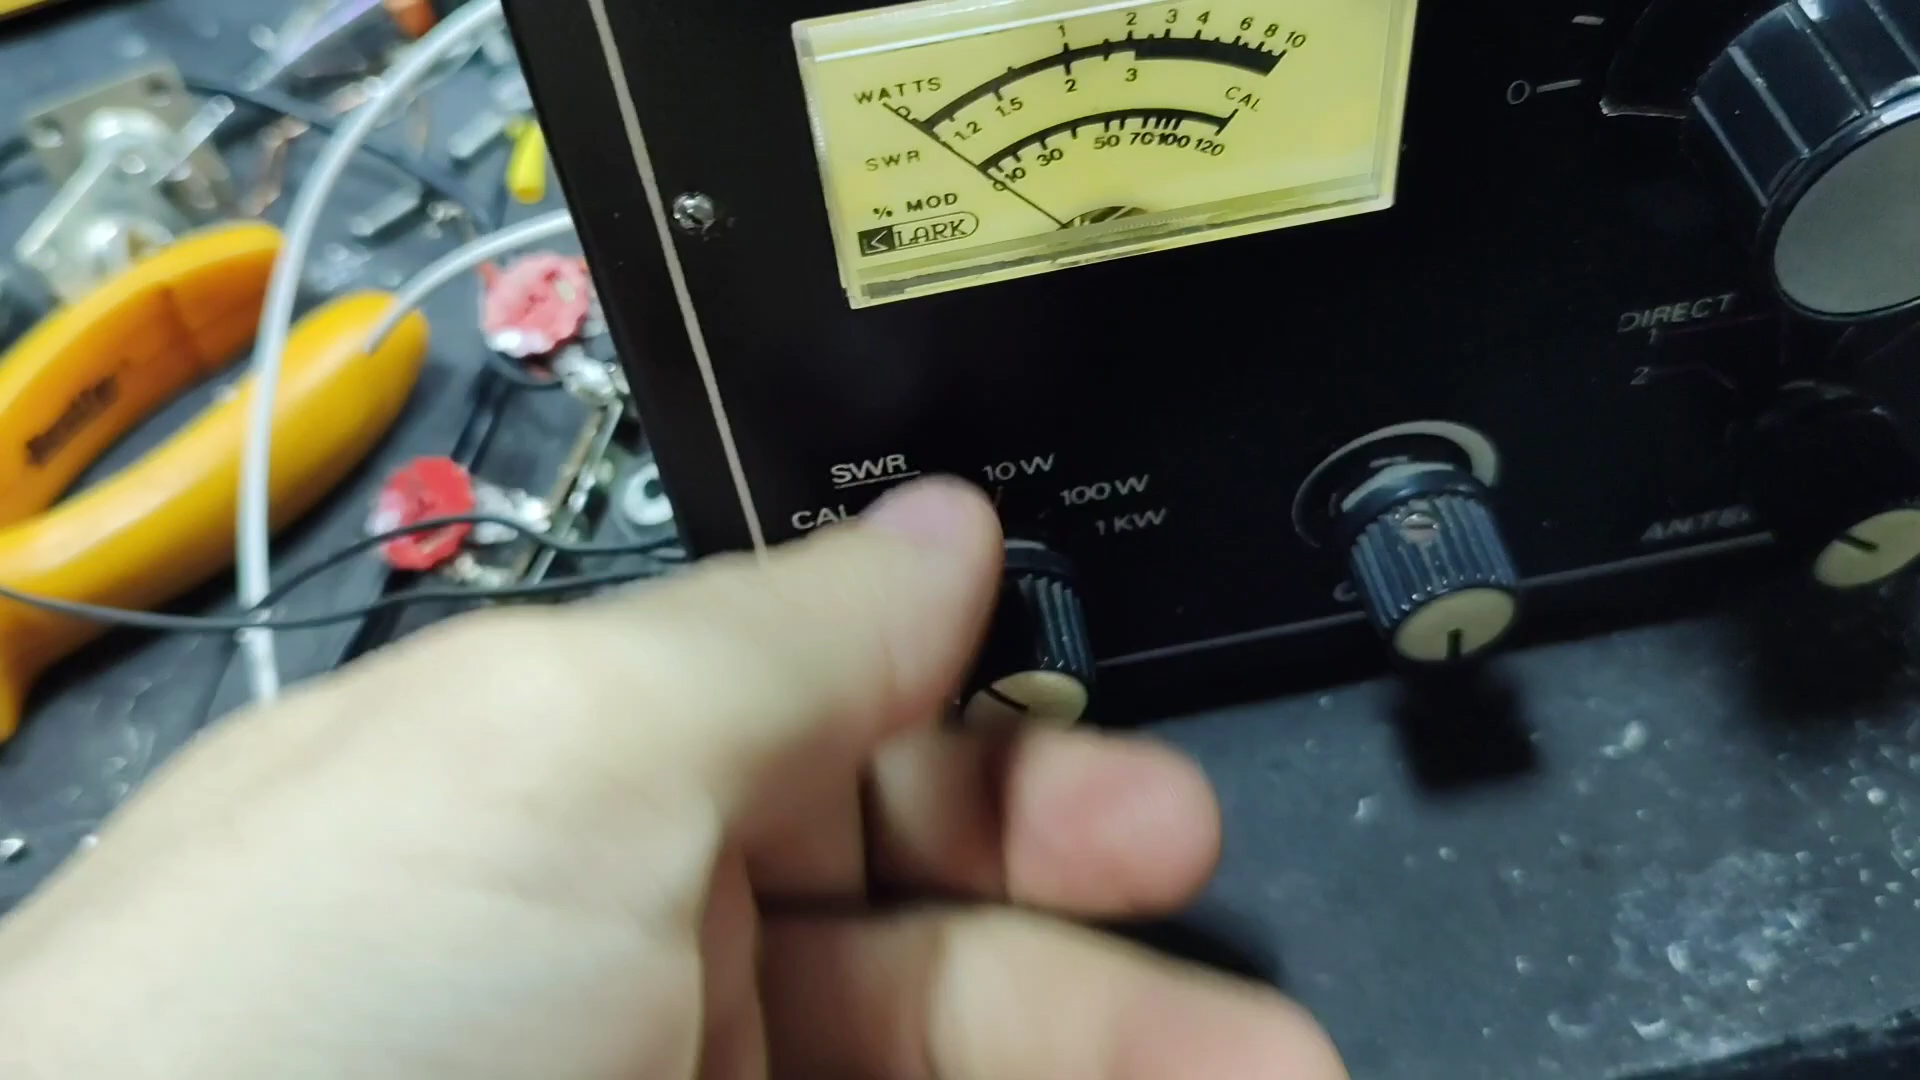 1 2 3 4 6 8 10
WATTS
0
1.2 1.5 2 3
CAL
SWR
0 10 30 50 70 100 120
% MOD
LARK
0
DIRECT
1
2
SWR
CAL
10 W
100 W
1 KW